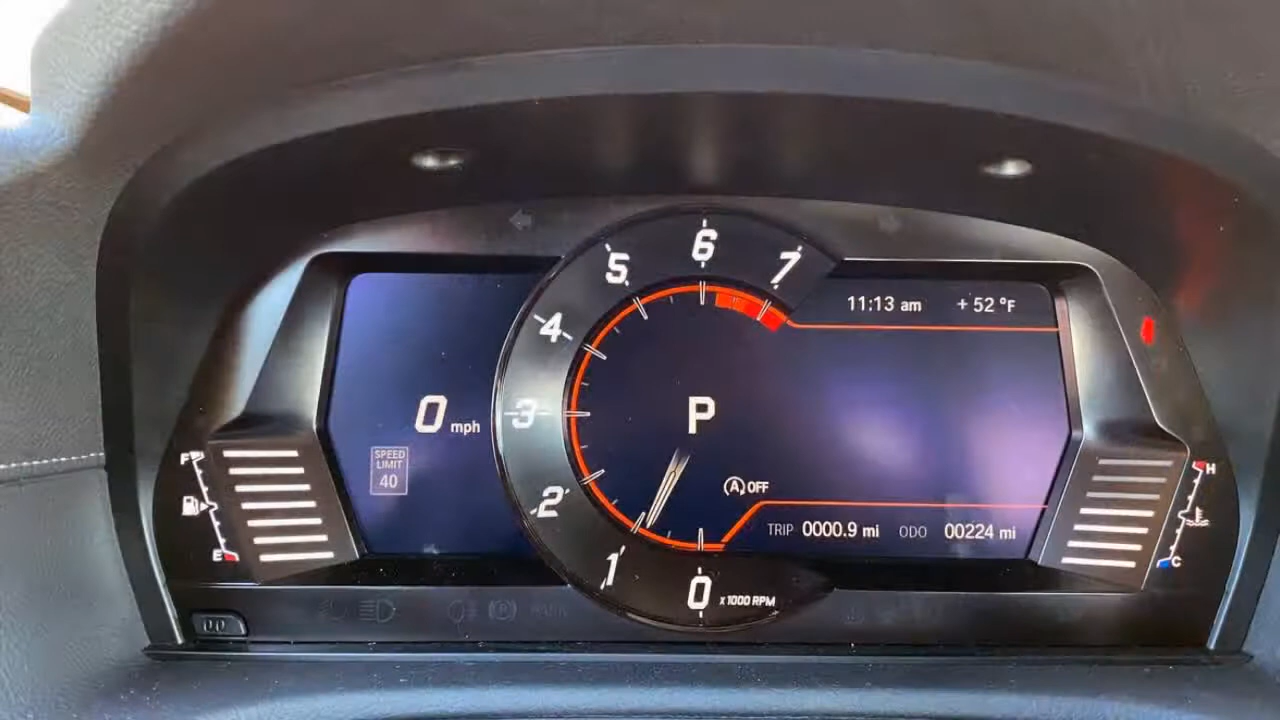 6
5
7
11:13 am
+ 52 °F
4
0 mph
3
P
SPEED
LIMIT
40
F
E
H
C
2
(A) OFF
TRIP 0000.9 mi
ODO 00224 mi
1
0
x 1000 RPM